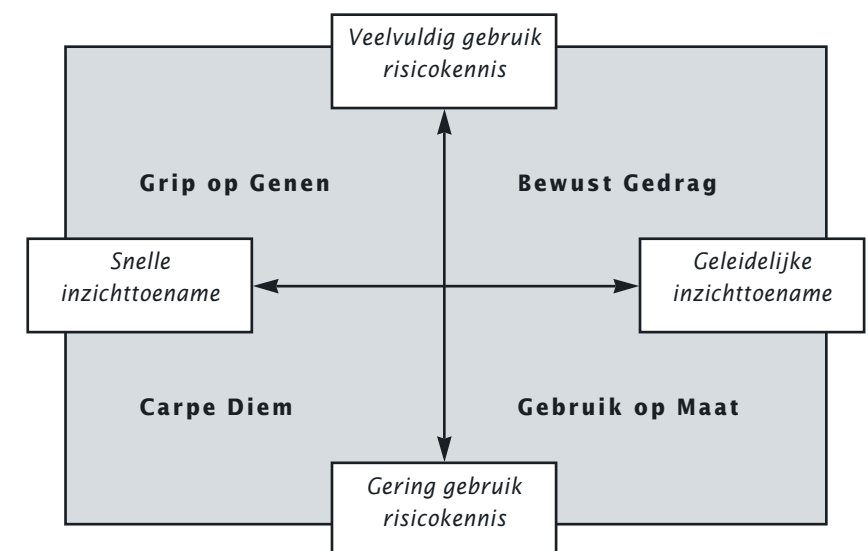 Veelvuldig gebruik
risicokennis
Grip op Genen
Bewust Gedrag
Snelle
inzichttoename
Geleidelijke
inzichttoename
Carpe Diem
Gebruik op Maat
Gering gebruik
risicokennis